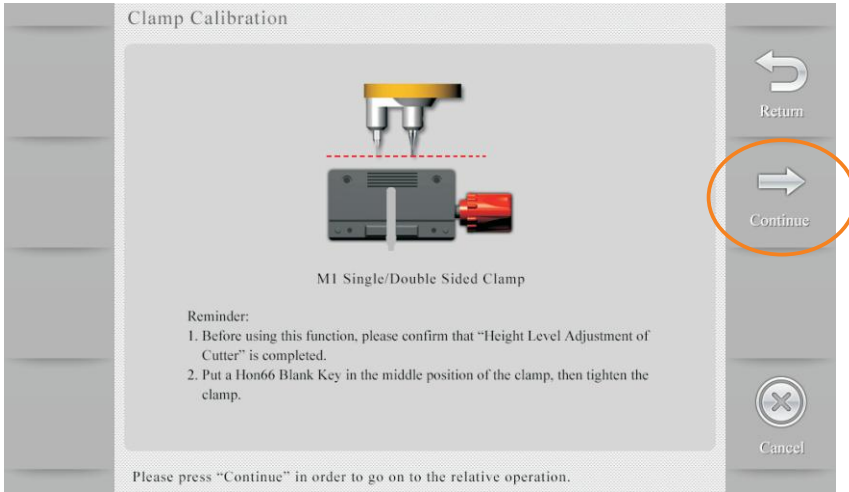 Clamp Calibration
Return
Continue
M1 Single/Double Sided Clamp
Reminder:
1. Before using this function, please confirm that “Height Level Adjustment of
Cutter” is completed.
2. Put a Hon66 Blank Key in the middle position of the clamp, then tighten the
clamp.
Cancel
Please press “Continue” in order to go on to the relative operation.